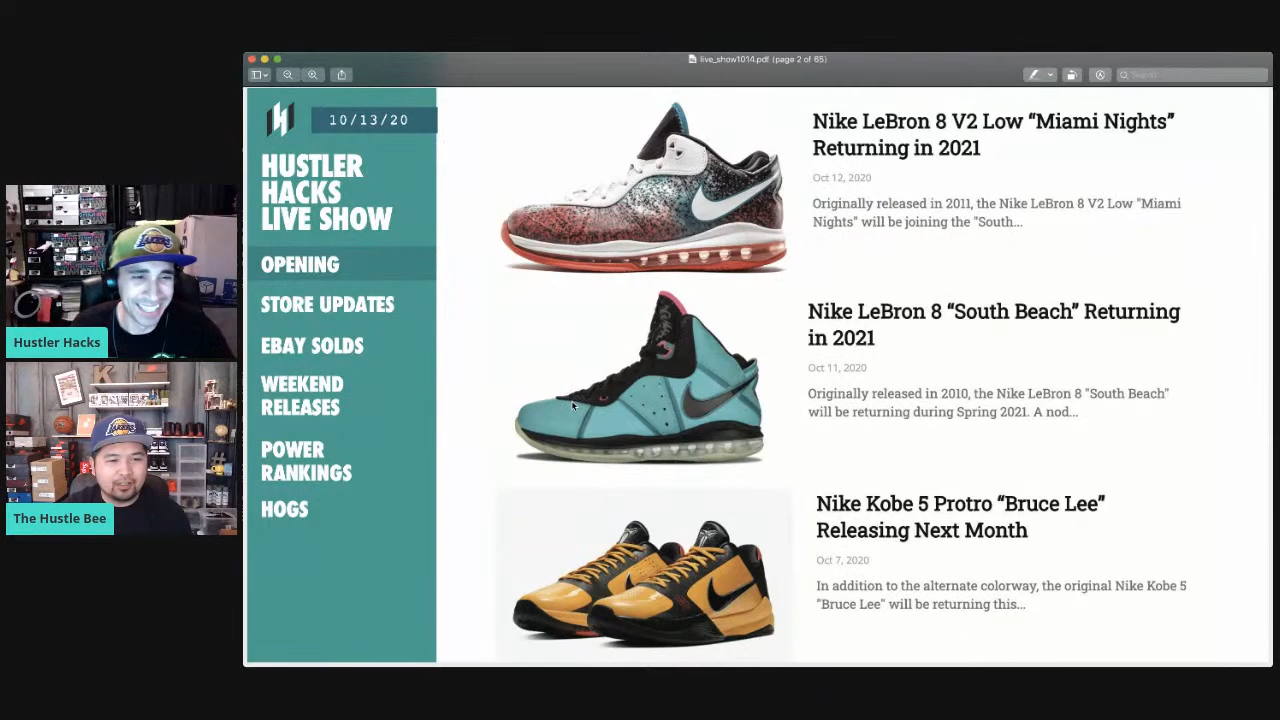 live_show1014.pdf (page 2 of 65)
Search
10/13/20
HUSTLER
HACKS
LIVE SHOW
OPENING
STORE UPDATES
EBAY SOLDS
WEEKEND
RELEASES
POWER
RANKINGS
HOGS
Nike LeBron 8 V2 Low “Miami Nights”
Returning in 2021
Oct 12, 2020
Originally released in 2011, the Nike LeBron 8 V2 Low "Miami
Nights" will be joining the "South...
Nike LeBron 8 “South Beach” Returning
in 2021
Oct 11, 2020
Originally released in 2010, the Nike LeBron 8 "South Beach"
will be returning during Spring 2021. A nod...
Nike Kobe 5 Protro “Bruce Lee”
Releasing Next Month
Oct 7, 2020
In addition to the alternate colorway, the original Nike Kobe 5
"Bruce Lee" will be returning this...
LAKERS
Hustler Hacks
K
LAKERS
The Hustle Bee